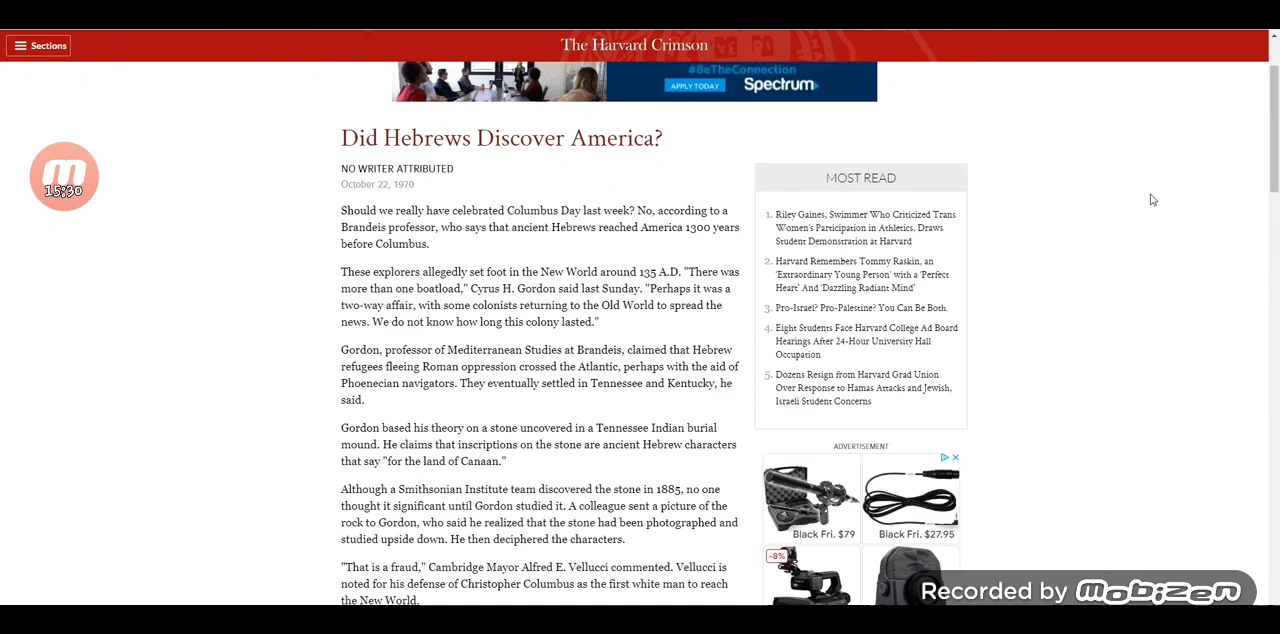 Sections
The Harvard Crimson
#BeTheConnection
APPLY TODAY
Spectrum
Did Hebrews Discover America?
NO WRITER ATTRIBUTED
October 22, 1970
Should we really have celebrated Columbus Day last week? No, according to a
Brandeis professor, who says that ancient Hebrews reached America 1300 years
before Columbus.
These explorers allegedly set foot in the New World around 135 A.D. "There was
more than one boatload," Cyrus H. Gordon said last Sunday. "Perhaps it was a
two-way affair, with some colonists returning to the Old World to spread the
news. We do not know how long this colony lasted."
Gordon, professor of Mediterranean Studies at Brandeis, claimed that Hebrew
refugees fleeing Roman oppression crossed the Atlantic, perhaps with the aid of
Phoenecian navigators. They eventually settled in Tennessee and Kentucky, he
said.
Gordon based his theory on a stone uncovered in a Tennessee Indian burial
mound. He claims that inscriptions on the stone are ancient Hebrew characters
that say "for the land of Canaan."
Although a Smithsonian Institute team discovered the stone in 1885, no one
thought it significant until Gordon studied it. A colleague sent a picture of the
rock to Gordon, who said he realized that the stone had been photographed and
studied upside down. He then deciphered the characters.
"That is a fraud," Cambridge Mayor Alfred E. Vellucci commented. Vellucci is
noted for his defense of Christopher Columbus as the first white man to reach
the New World.
MOST READ
1. Riley Gaines, Swimmer Who Criticized Trans
Women's Participation in Athletics, Draws
Student Demonstration at Harvard
2. Harvard Remembers Tommy Raskin, an
'Extraordinary Young Person' with a 'Perfect
Heart' And 'Dazzling Radiant Mind'
3. Pro-Israel? Pro-Palestine? You Can Be Both.
4. Eight Students Face Harvard College Ad Board
Hearings After 24-Hour University Hall
Occupation
5. Dozens Resign from Harvard Grad Union
Over Response to Hamas Attacks and Jewish,
Israeli Student Concerns
ADVERTISEMENT
Black Fri. $79
Black Fri. $27.95
-8%
m
15:30
Recorded by mobizen